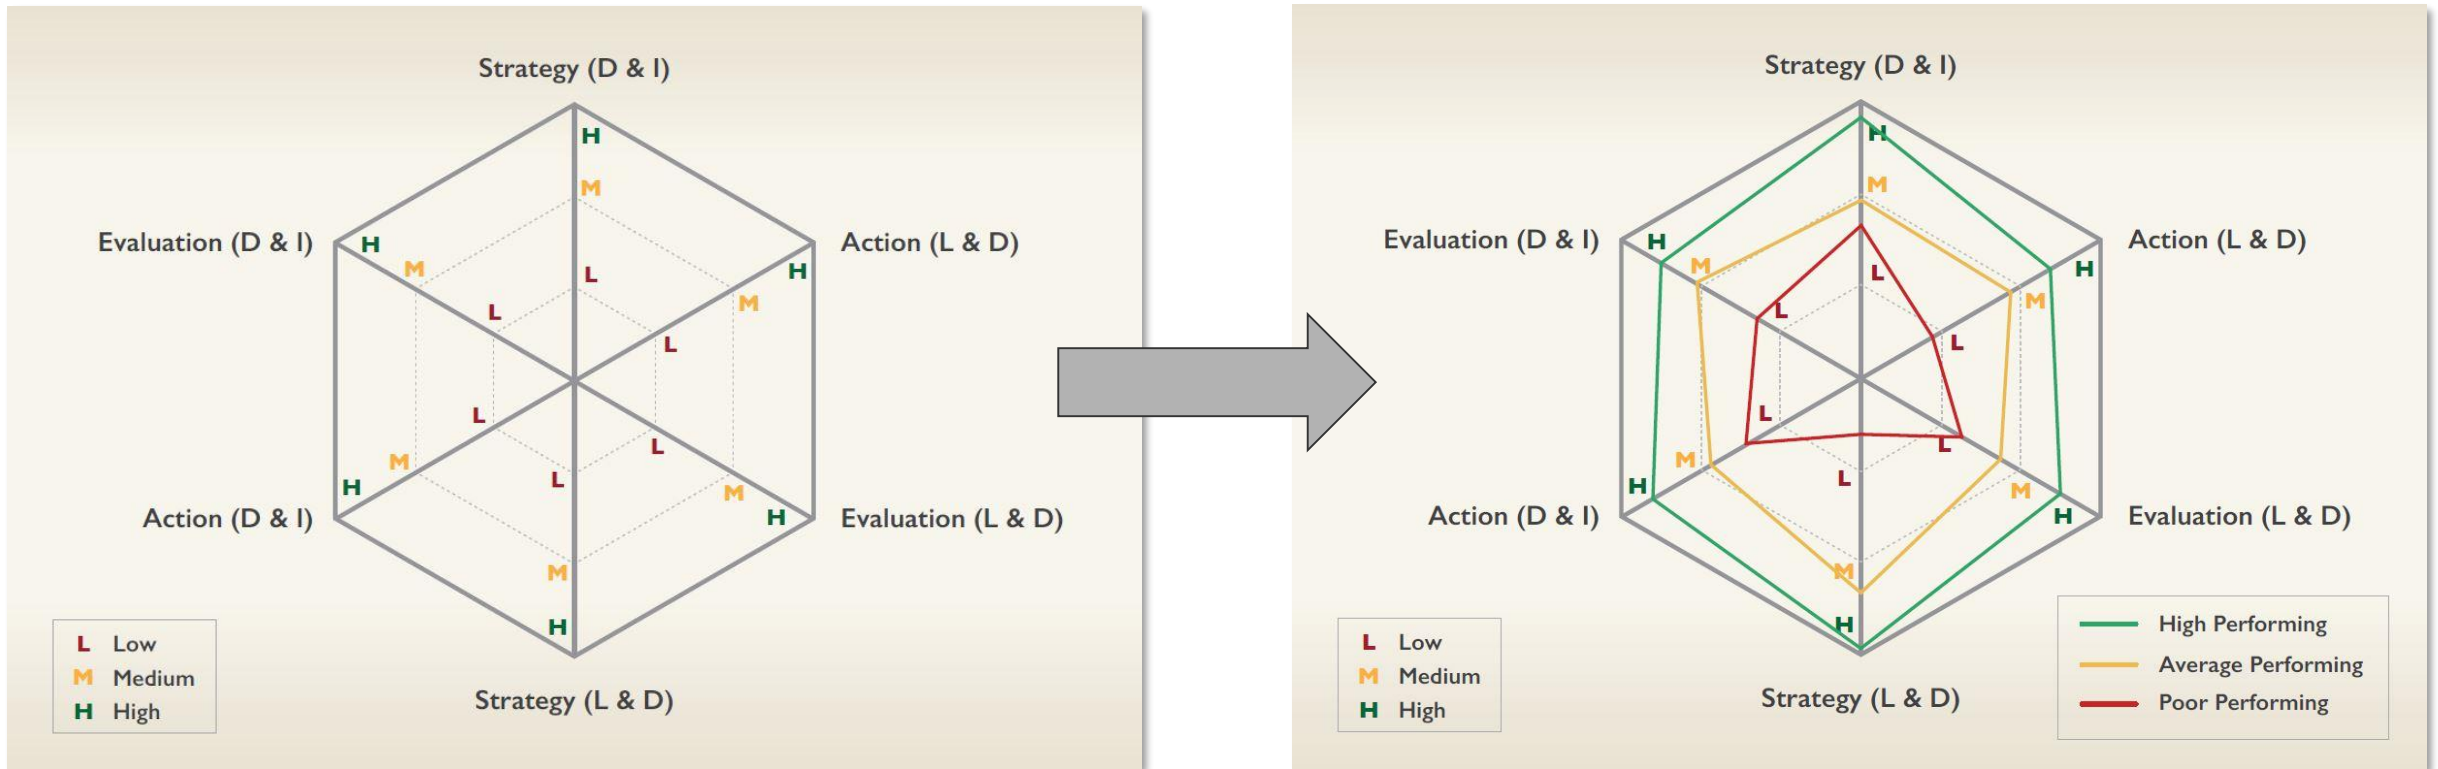 Strategy (D & I)
H
M
Evaluation (D & I)
H
Action (L & D)
M
H
L
M
L
L
L
L
M
L
M
H
H
Action (D & I)
Evaluation (L & D)
M
H
Strategy (L & D)
L Low
M Medium
H High
Strategy (D & I)
H
M
Evaluation (D & I)
H
Action (L & D)
M
H
L
M
L
L
L
L
M
L
M
H
H
Action (D & I)
Evaluation (L & D)
M
H
Strategy (L & D)
L Low
M Medium
H High
High Performing
Average Performing
Poor Performing